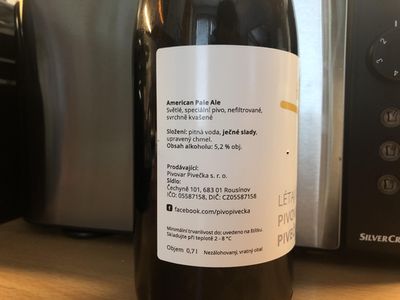 American Pale Ale
Světlé, speciální pivo, nefiltrované,
svrchně kvašené
Složení: pitná voda, ječné slady,
upravený chmel.
Obsah alkoholu: 5,2 % obj.
Prodávající:
Pivovar Pivečka s. r. o.
Sídlo:
Čechyně 101, 683 01 Rousínov
IČO: 05587158, DIČ: CZ05587158
facebook.com/pivopivecka
Minimální trvanlivost do: uvedeno na štítku.
Skladujte při teplotě 2 - 8 °C
Objem 0,7 l Nezálohovaný, vratný obal
LÉTA
PIVO
PIVE
SILVERCR